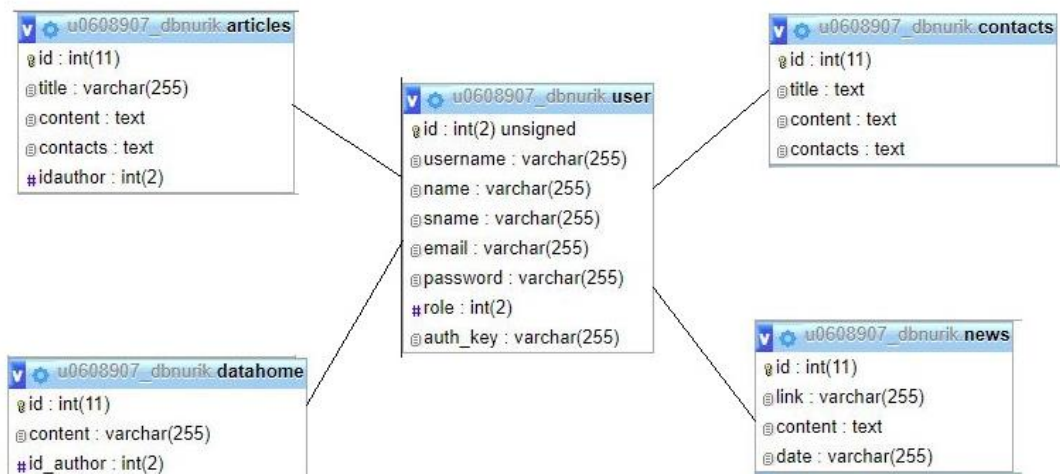 u0608907_dbnurik.articles
id : int(11)
title : varchar(255)
content : text
contacts : text
#idauthor : int(2)
u0608907_dbnurik.contacts
id : int(11)
title : text
content : text
contacts : text
u0608907_dbnurik.user
id : int(2) unsigned
username : varchar(255)
name : varchar(255)
sname : varchar(255)
email : varchar(255)
password : varchar(255)
#role : int(2)
auth_key : varchar(255)
u0608907_dbnurik.datahome
id : int(11)
content : varchar(255)
#id_author : int(2)
u0608907_dbnurik.news
id : int(11)
link : varchar(255)
content : text
date : varchar(255)